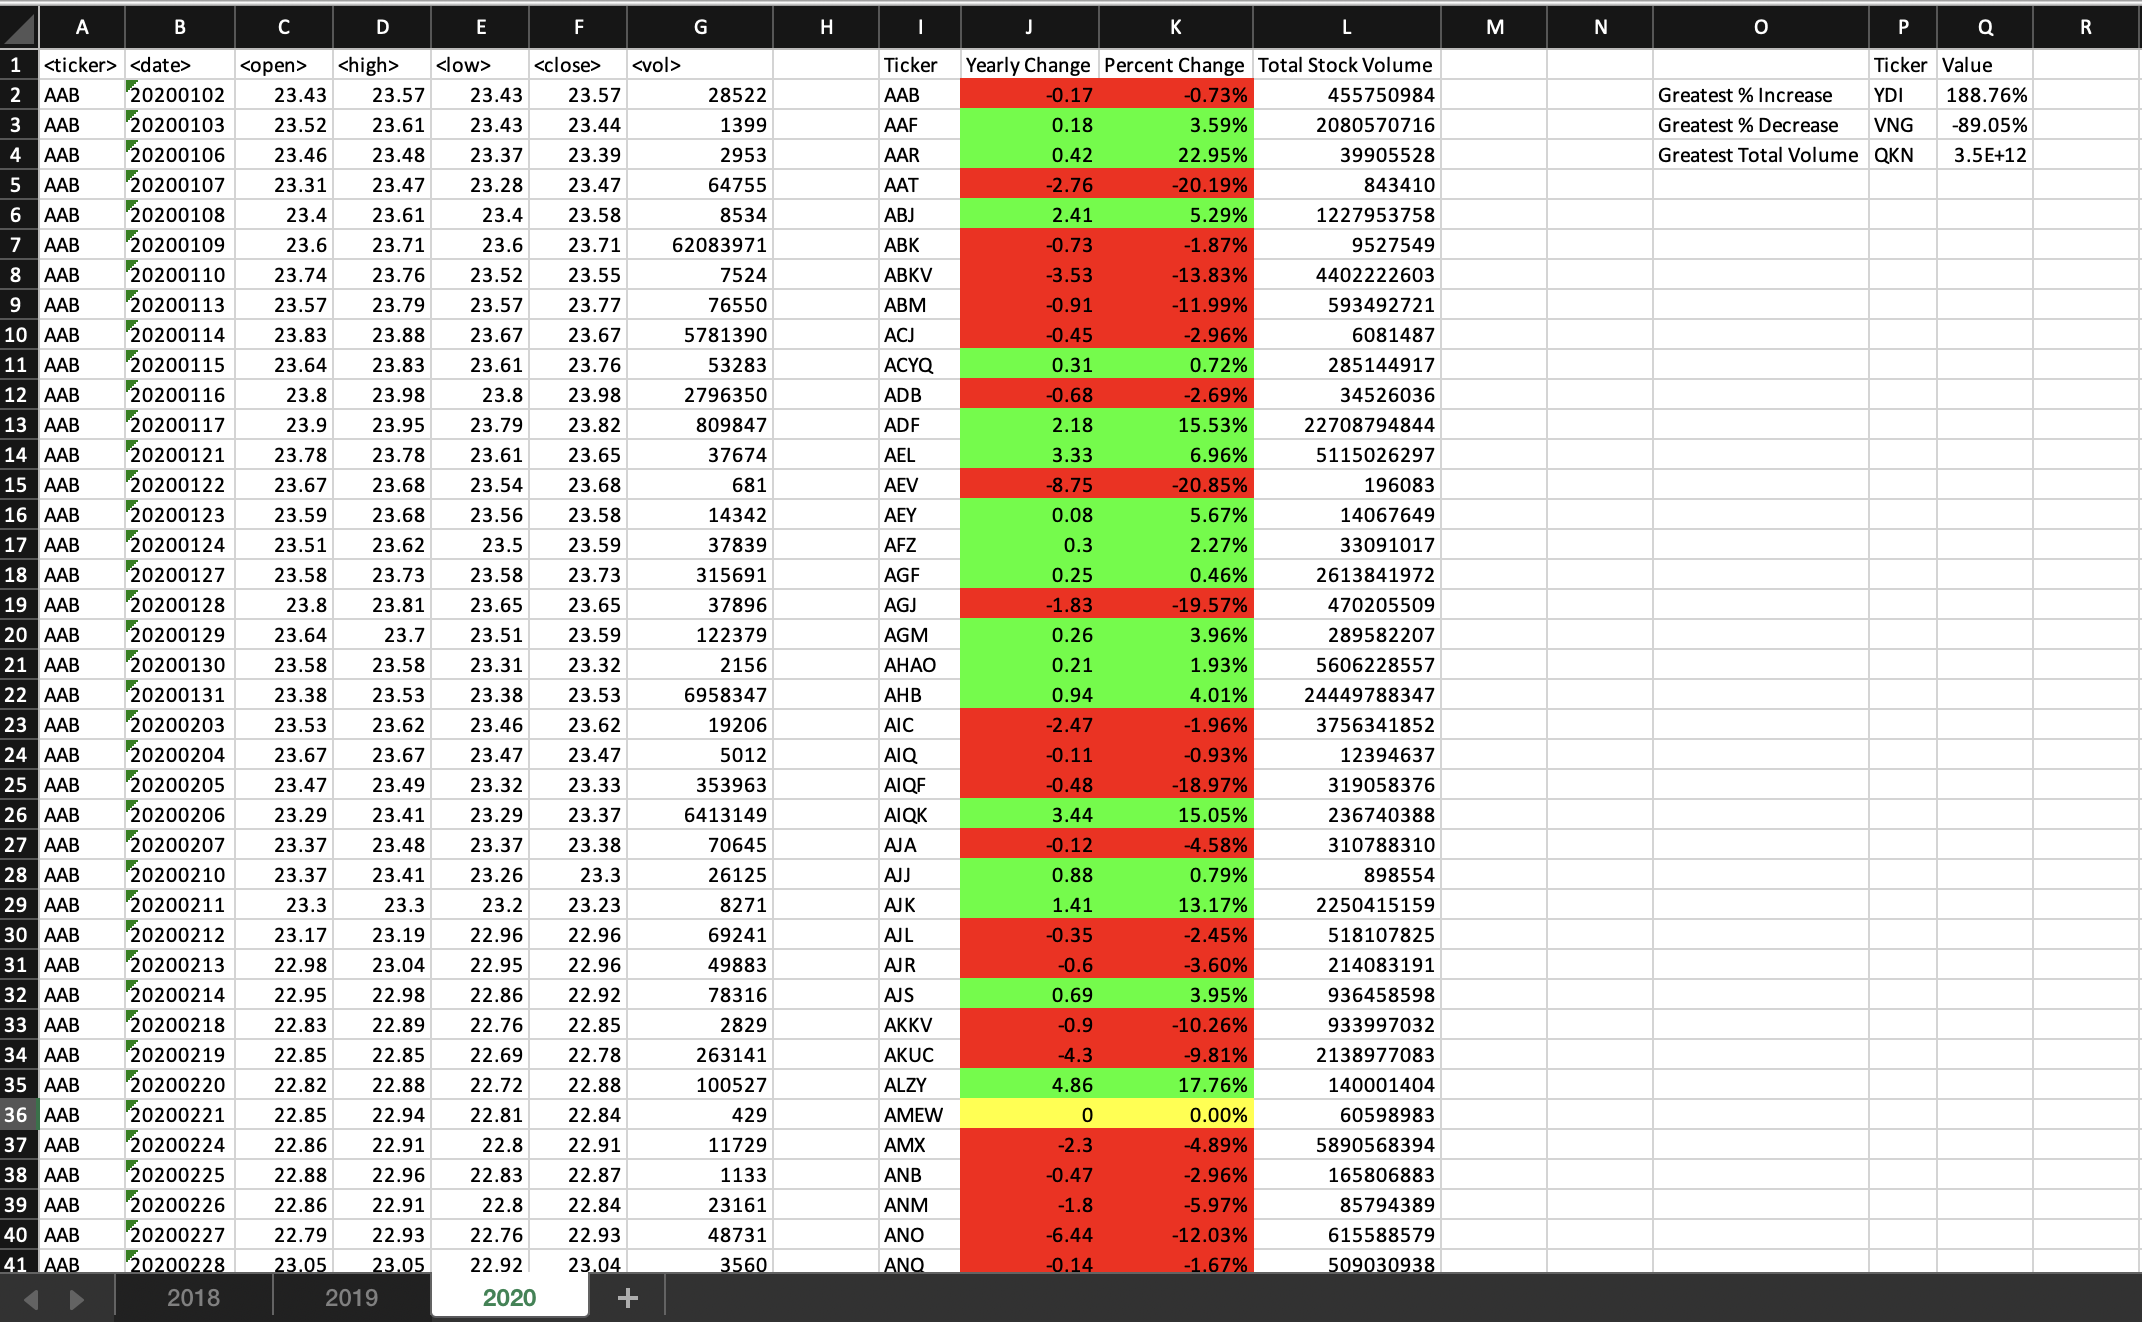 A B C D E F G H I J K L M N O P Q R
1 <ticker> <date> <open> <high> <low> <close> <vol> Ticker Yearly Change Percent Change Total Stock Volume Ticker Value
2 AAB 20200102 23.43 23.57 23.43 23.57 28522 AAB -0.17 -0.73% 455750984 Greatest % Increase YDI 188.76%
3 AAB 20200103 23.52 23.61 23.43 23.44 1399 AAF 0.18 3.59% 2080570716 Greatest % Decrease VNG -89.05%
4 AAB 20200106 23.46 23.48 23.37 23.39 2953 AAR 0.42 22.95% 39905528 Greatest Total Volume QKN 3.5E+12
5 AAB 20200107 23.31 23.47 23.28 23.47 64755 AAT -2.76 -20.19% 843410
6 AAB 20200108 23.4 23.61 23.4 23.58 8534 ABJ 2.41 5.29% 1227953758
7 AAB 20200109 23.6 23.71 23.6 23.71 62083971 ABK -0.73 -1.87% 9527549
8 AAB 20200110 23.74 23.76 23.52 23.55 7524 ABKV -3.53 -13.83% 4402222603
9 AAB 20200113 23.57 23.79 23.57 23.77 76550 ABM -0.91 -11.99% 593492721
10 AAB 20200114 23.83 23.88 23.67 23.67 5781390 ACJ -0.45 -2.96% 6081487
11 AAB 20200115 23.64 23.83 23.61 23.76 53283 ACYQ 0.31 0.72% 285144917
12 AAB 20200116 23.8 23.98 23.8 23.98 2796350 ADB -0.68 -2.69% 34526036
13 AAB 20200117 23.9 23.95 23.79 23.82 809847 ADF 2.18 15.53% 22708794844
14 AAB 20200121 23.78 23.78 23.61 23.65 37674 AEL 3.33 6.96% 5115026297
15 AAB 20200122 23.67 23.68 23.54 23.68 681 AEV -8.75 -20.85% 196083
16 AAB 20200123 23.59 23.68 23.56 23.58 14342 AEY 0.08 5.67% 14067649
17 AAB 20200124 23.51 23.62 23.5 23.59 37839 AFZ 0.3 2.27% 33091017
18 AAB 20200127 23.58 23.73 23.58 23.73 315691 AGF 0.25 0.46% 2613841972
19 AAB 20200128 23.8 23.81 23.65 23.65 37896 AGJ -1.83 -19.57% 470205509
20 AAB 20200129 23.64 23.7 23.51 23.59 122379 AGM 0.26 3.96% 289582207
21 AAB 20200130 23.58 23.58 23.31 23.32 2156 AHAO 0.21 1.93% 5606228557
22 AAB 20200131 23.38 23.53 23.38 23.53 6958347 AHB 0.94 4.01% 24449788347
23 AAB 20200203 23.53 23.62 23.46 23.62 19206 AIC -2.47 -1.96% 3756341852
24 AAB 20200204 23.67 23.67 23.47 23.47 5012 AIQ -0.11 -0.93% 12394637
25 AAB 20200205 23.47 23.49 23.32 23.33 353963 AIQF -0.48 -18.97% 319058376
26 AAB 20200206 23.29 23.41 23.29 23.37 6413149 AIQK 3.44 15.05% 236740388
27 AAB 20200207 23.37 23.48 23.37 23.38 70645 AJA -0.12 -4.58% 310788310
28 AAB 20200210 23.37 23.41 23.26 23.3 26125 AJJ 0.88 0.79% 898554
29 AAB 20200211 23.3 23.3 23.2 23.23 8271 AJK 1.41 13.17% 2250415159
30 AAB 20200212 23.17 23.19 22.96 22.96 69241 AJL -0.35 -2.45% 518107825
31 AAB 20200213 22.98 23.04 22.95 22.96 49883 AJR -0.6 -3.60% 214083191
32 AAB 20200214 22.95 22.98 22.86 22.92 78316 AJS 0.69 3.95% 936458598
33 AAB 20200218 22.83 22.89 22.76 22.85 2829 AKKV -0.9 -10.26% 933997032
34 AAB 20200219 22.85 22.85 22.69 22.78 263141 AKUC -4.3 -9.81% 2138977083
35 AAB 20200220 22.82 22.88 22.72 22.88 100527 ALZY 4.86 17.76% 140001404
36 AAB 20200221 22.85 22.94 22.81 22.84 429 AMEW 0 0.00% 60598983
37 AAB 20200224 22.86 22.91 22.8 22.91 11729 AMX -2.3 -4.89% 5890568394
38 AAB 20200225 22.88 22.96 22.83 22.87 1133 ANB -0.47 -2.96% 165806883
39 AAB 20200226 22.86 22.91 22.8 22.84 23161 ANM -1.8 -5.97% 85794389
40 AAB 20200227 22.79 22.93 22.76 22.93 48731 ANO -6.44 -12.03% 615588579
41 AAB 20200228 23.05 23.05 22.92 23.04 3560 ANQ -0.14 -1.67% 509030938
2018 2019 2020 +